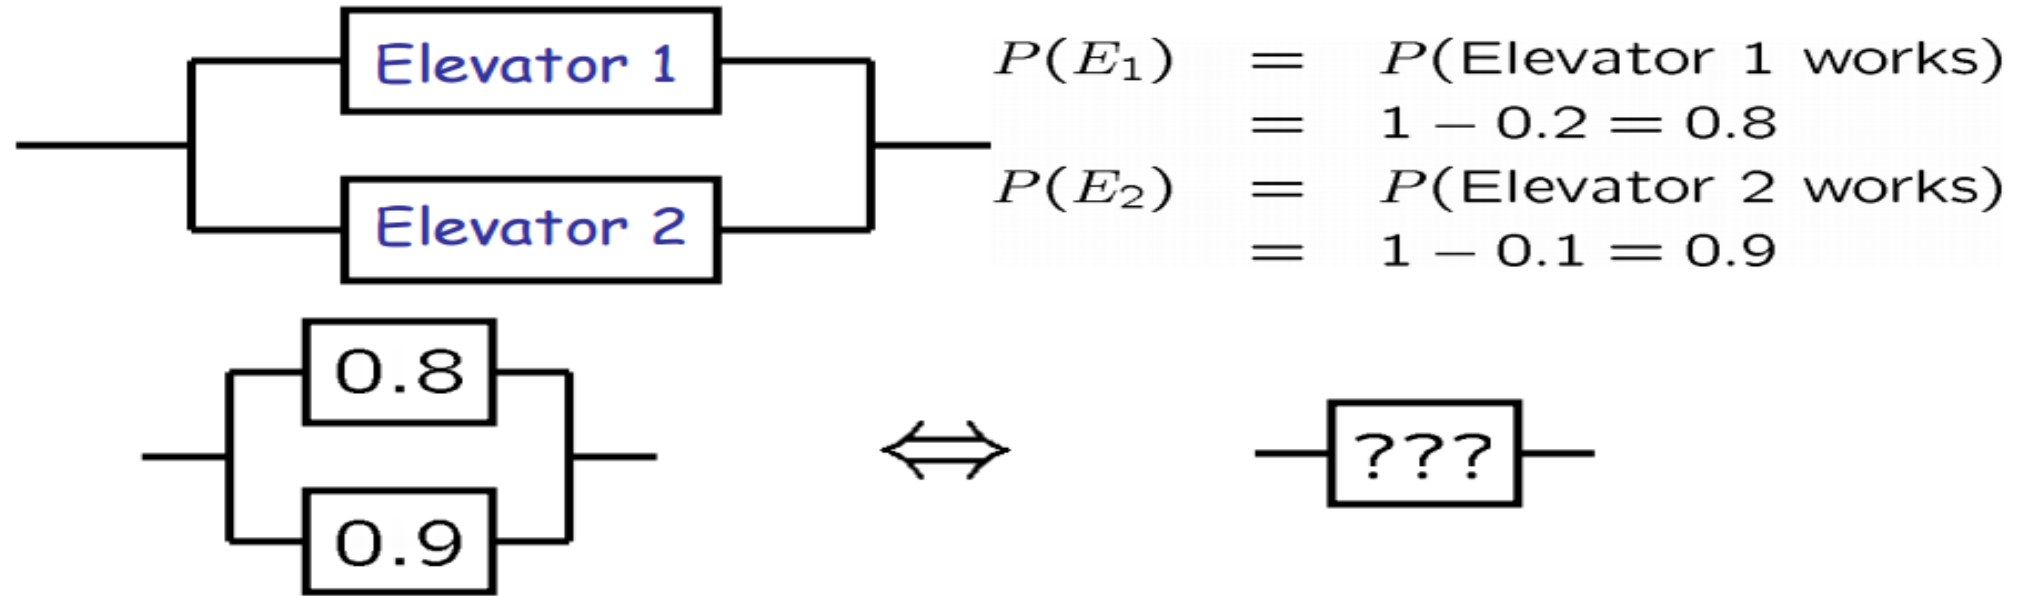 Elevator 1
Elevator 2
P(E₁) = P(Elevator 1 works)
= 1 − 0.2 = 0.8
P(E₂) = P(Elevator 2 works)
= 1 − 0.1 = 0.9
0.8
0.9
⇔
???